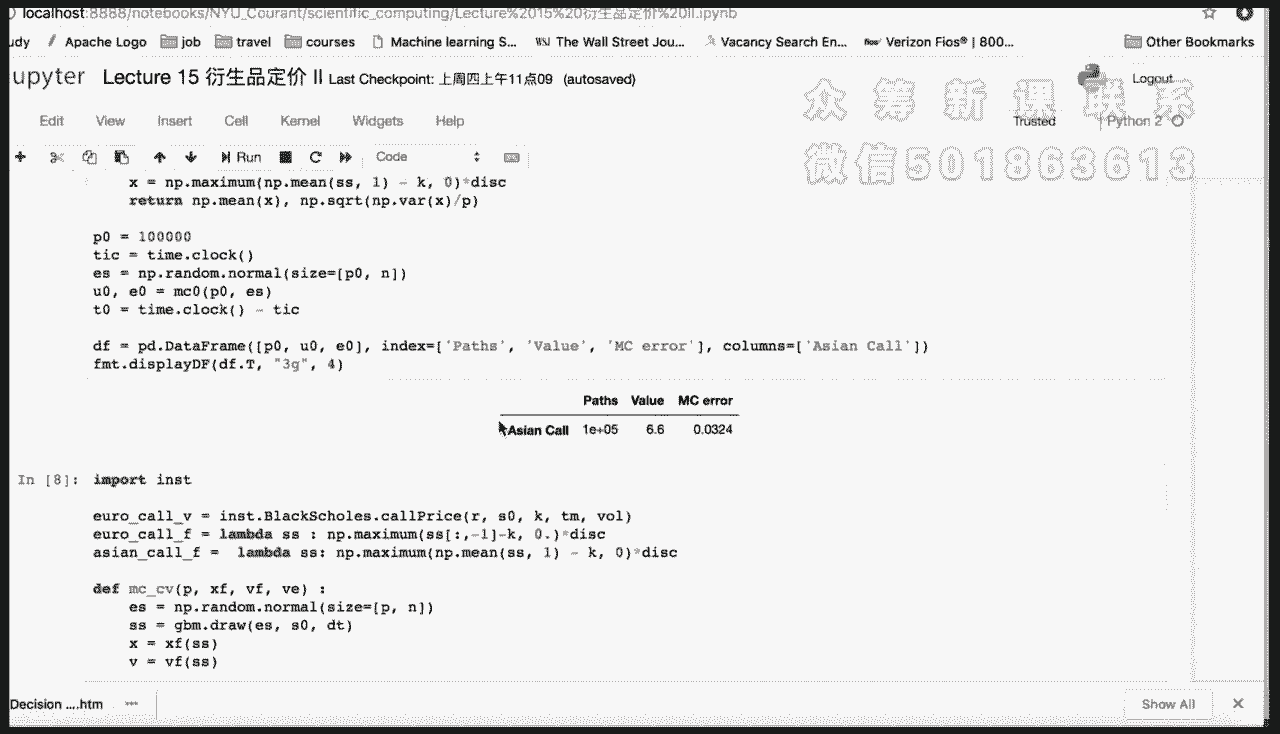 localhost:8888/notebooks/NYU_Courant/scientific_computing/Lecture%2015%20衍生品定价%20II.ipynb
udy Apache Logo job travel courses Machine learning S... WSJ The Wall Street Jou... Vacancy Search En... Verizon Fios® | 800... Other Bookmarks
upyter Lecture 15 衍生品定价 II Last Checkpoint: 上周四上午11点09 (autosaved) Logout
众筹新课联系
Edit View Insert Cell Kernel Widgets Help Trusted Python 2
Run Code
微信501863613
x = np.maximum(np.mean(ss, 1) - k, 0)*disc
return np.mean(x), np.sqrt(np.var(x)/p)
p0 = 100000
tic = time.clock()
es = np.random.normal(size=[p0, n])
u0, e0 = mc0(p0, es)
t0 = time.clock() - tic
df = pd.DataFrame([p0, u0, e0], index=['Paths', 'Value', 'MC error'], columns=['Asian Call'])
fmt.displayDF(df.T, "3g", 4)
Paths Value MC error
Asian Call 1e+05 6.6 0.0324
In [8]: import inst
euro_call_v = inst.BlackScholes.callPrice(r, s0, k, tm, vol)
euro_call_f = lambda ss : np.maximum(ss[:,-1]-k, 0.)*disc
asian_call_f = lambda ss: np.maximum(np.mean(ss, 1) - k, 0)*disc
def mc_cv(p, xf, vf, ve) :
es = np.random.normal(size=[p, n])
ss = gbm.draw(es, s0, dt)
x = xf(ss)
v = vf(ss)
Decision ....htm Show All